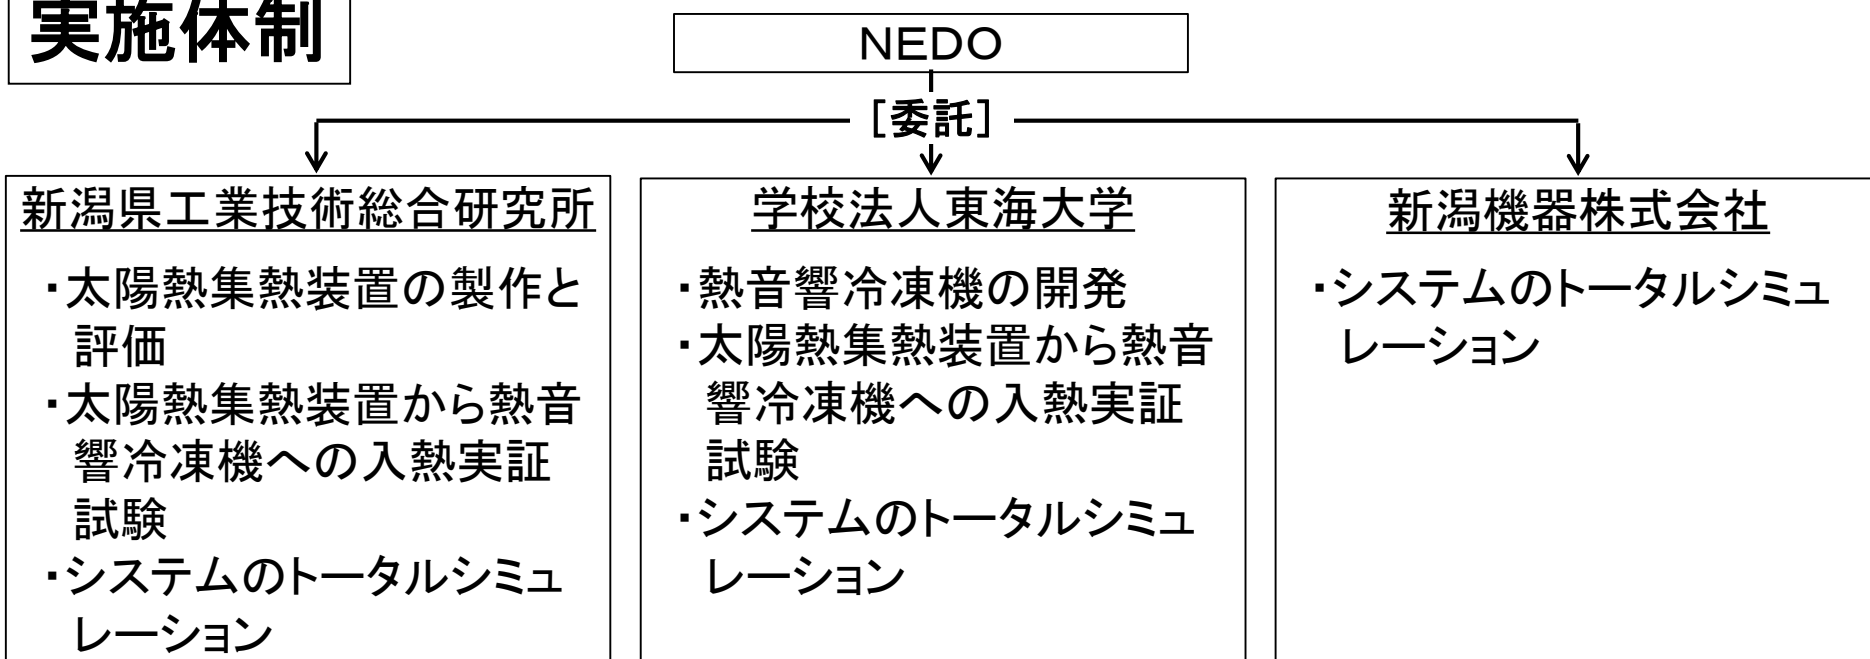 実施体制
NEDO
[委託]
新潟県工業技術総合研究所
・太陽熱集熱装置の製作と
評価
・太陽熱集熱装置から熱音
響冷凍機への入熱実証
試験
・システムのトータルシミュ
レーション
学校法人東海大学
・熱音響冷凍機の開発
・太陽熱集熱装置から熱音
響冷凍機への入熱実証
試験
・システムのトータルシミュ
レーション
新潟機器株式会社
・システムのトータルシミュ
レーション